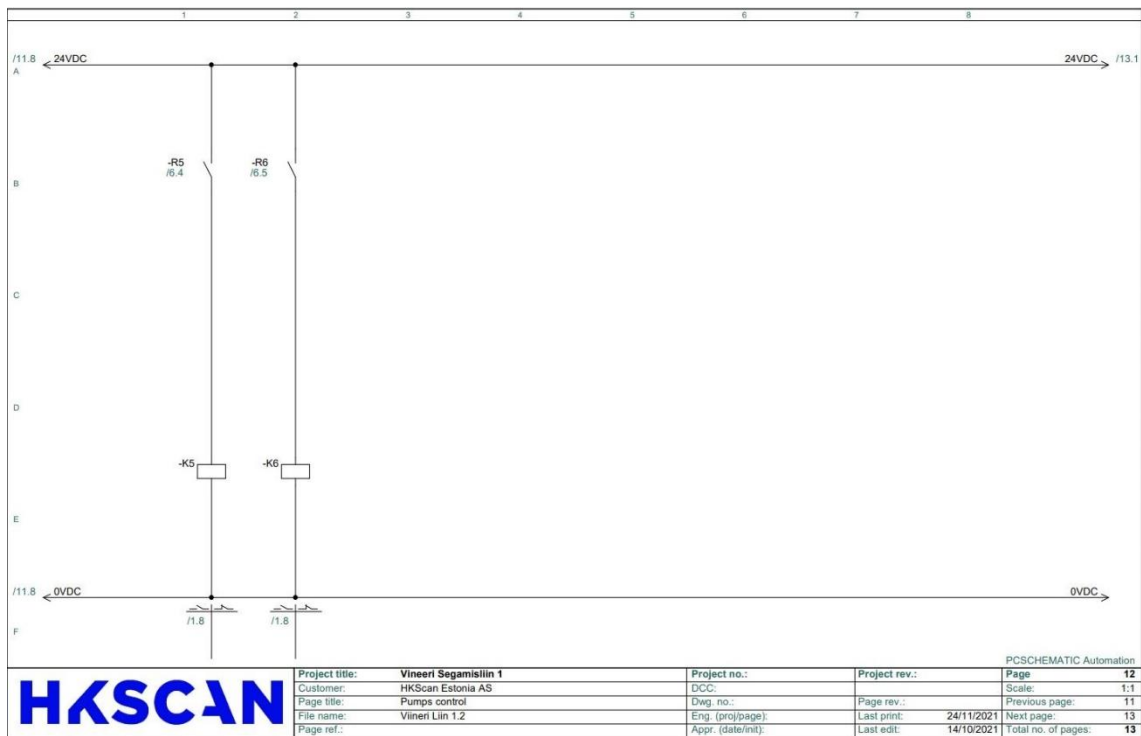 1 2 3 4 5 6 7 8
/11.8 24VDC 24VDC /13.1
A
-R5 -R6
/6.4 /6.5
B
C
D
-K5 -K6
E
/11.8 0VDC 0VDC
/1.8 /1.8
F
PCSCHEMATIC Automation
HKSCAN
Project title: Vineeri Segamisliin 1 Project no.: Project rev.: Page 12
Customer: HKScan Estonia AS DCC: Scale: 1:1
Page title: Pumps control Dwg. no.: Page rev.: Previous page: 11
File name: Viineri Liin 1.2 Eng. (proj/page): Last print: 24/11/2021 Next page: 13
Page ref.: Appr. (date/init): Last edit: 14/10/2021 Total no. of pages: 13